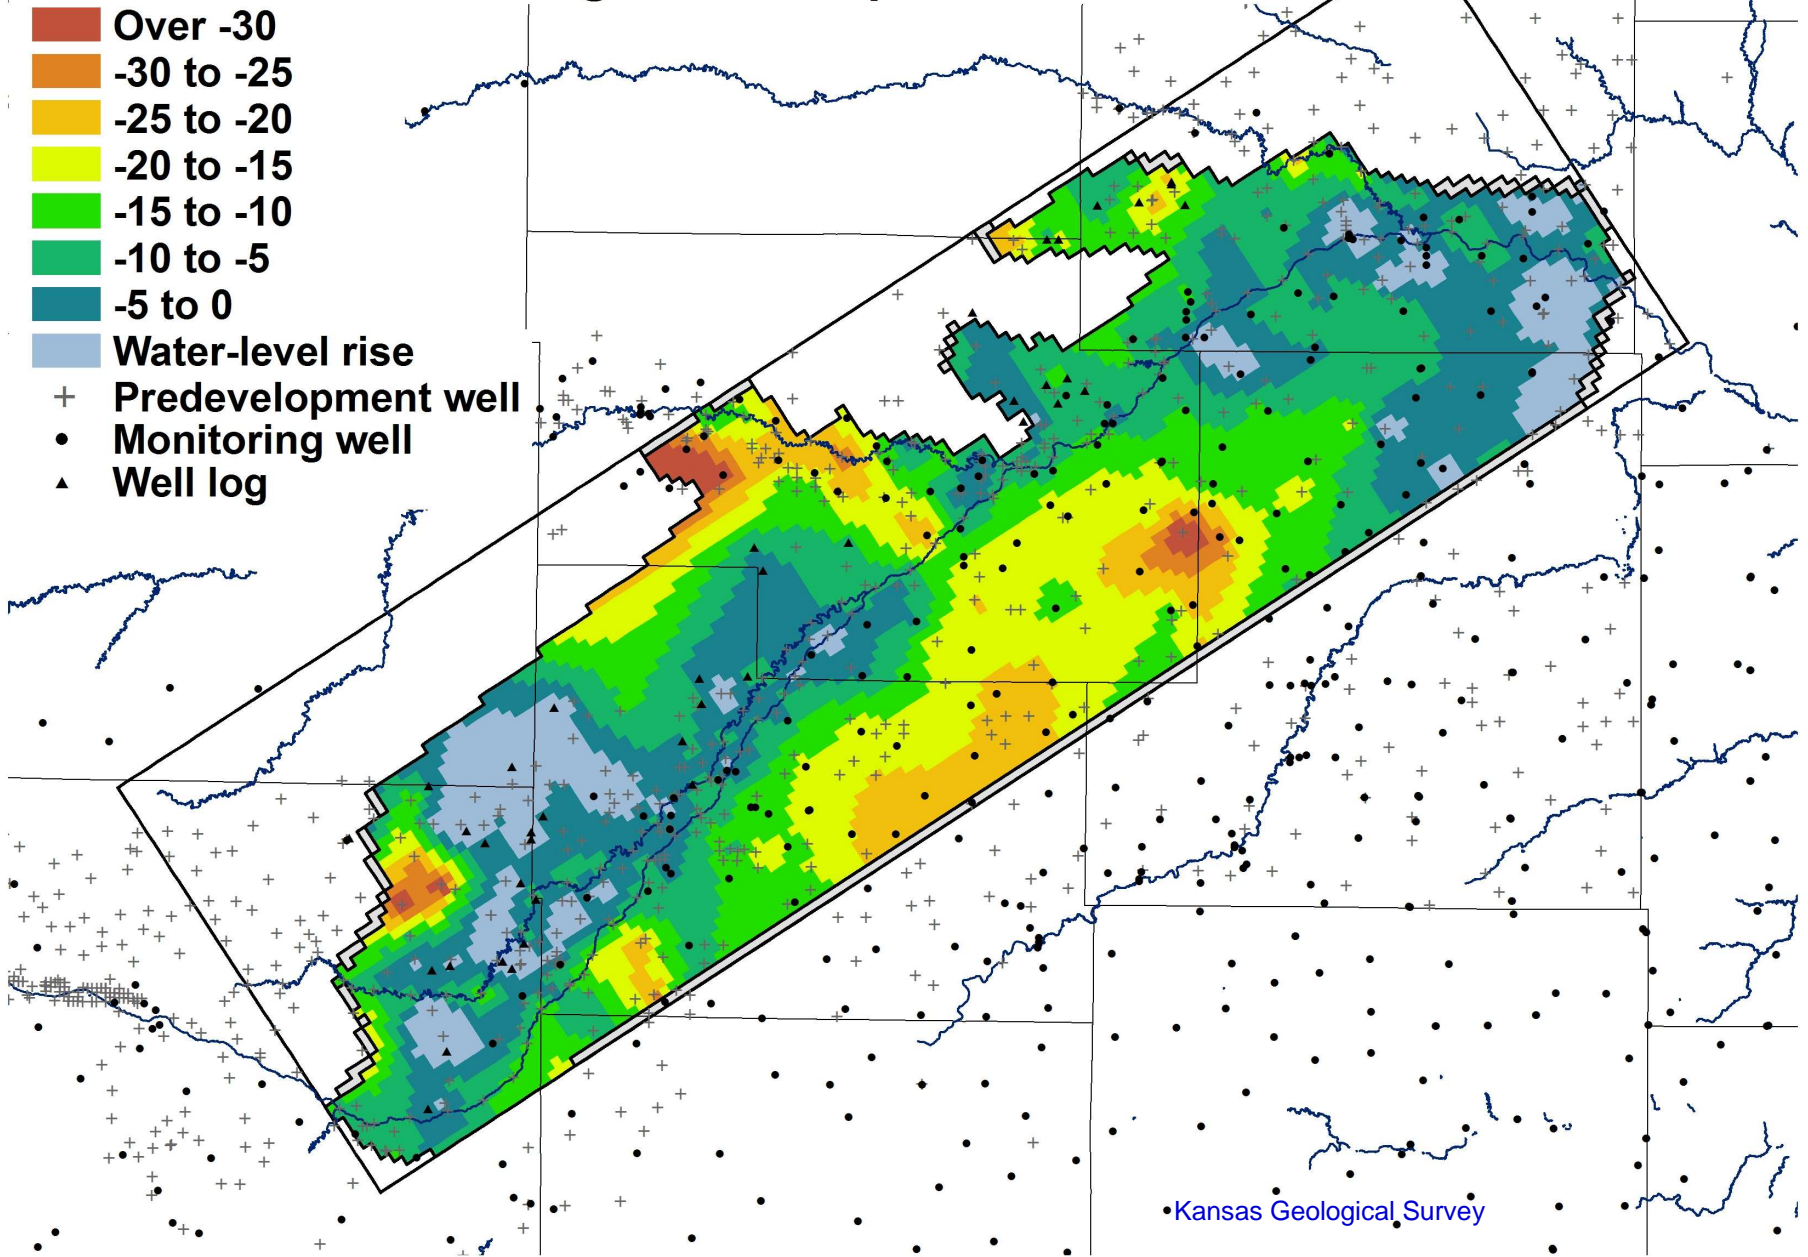 Over -30
-30 to -25
-25 to -20
-20 to -15
-15 to -10
-10 to -5
-5 to 0
Water-level rise
Predevelopment well
Monitoring well
Well log
Kansas Geological Survey